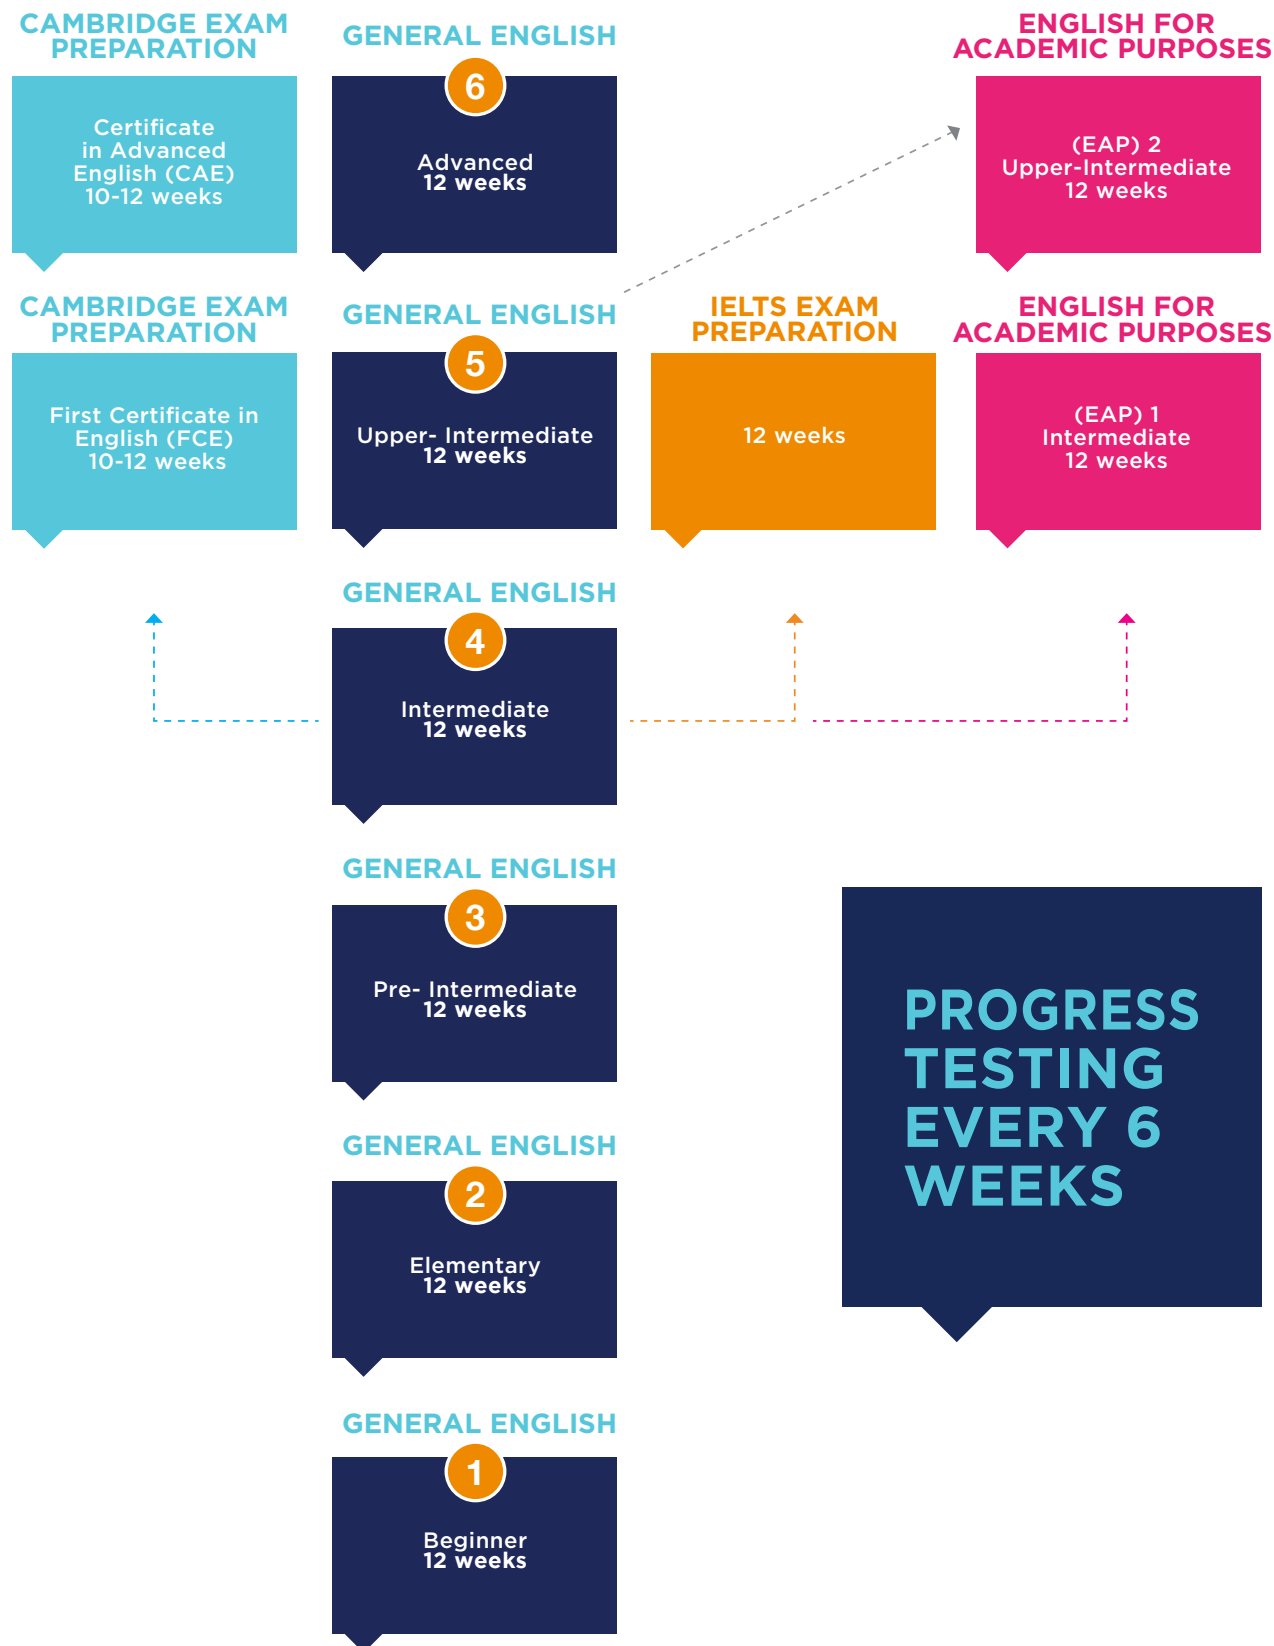 CAMBRIDGE EXAM
PREPARATION
Certificate
in Advanced
English (CAE)
10-12 weeks
GENERAL ENGLISH
6
Advanced
12 weeks
ENGLISH FOR
ACADEMIC PURPOSES
(EAP) 2
Upper-Intermediate
12 weeks
CAMBRIDGE EXAM
PREPARATION
First Certificate in
English (FCE)
10-12 weeks
GENERAL ENGLISH
5
Upper- Intermediate
12 weeks
IELTS EXAM
PREPARATION
12 weeks
ENGLISH FOR
ACADEMIC PURPOSES
(EAP) 1
Intermediate
12 weeks
GENERAL ENGLISH
4
Intermediate
12 weeks
GENERAL ENGLISH
3
Pre- Intermediate
12 weeks
PROGRESS
TESTING
EVERY 6
WEEKS
GENERAL ENGLISH
2
Elementary
12 weeks
GENERAL ENGLISH
1
Beginner
12 weeks